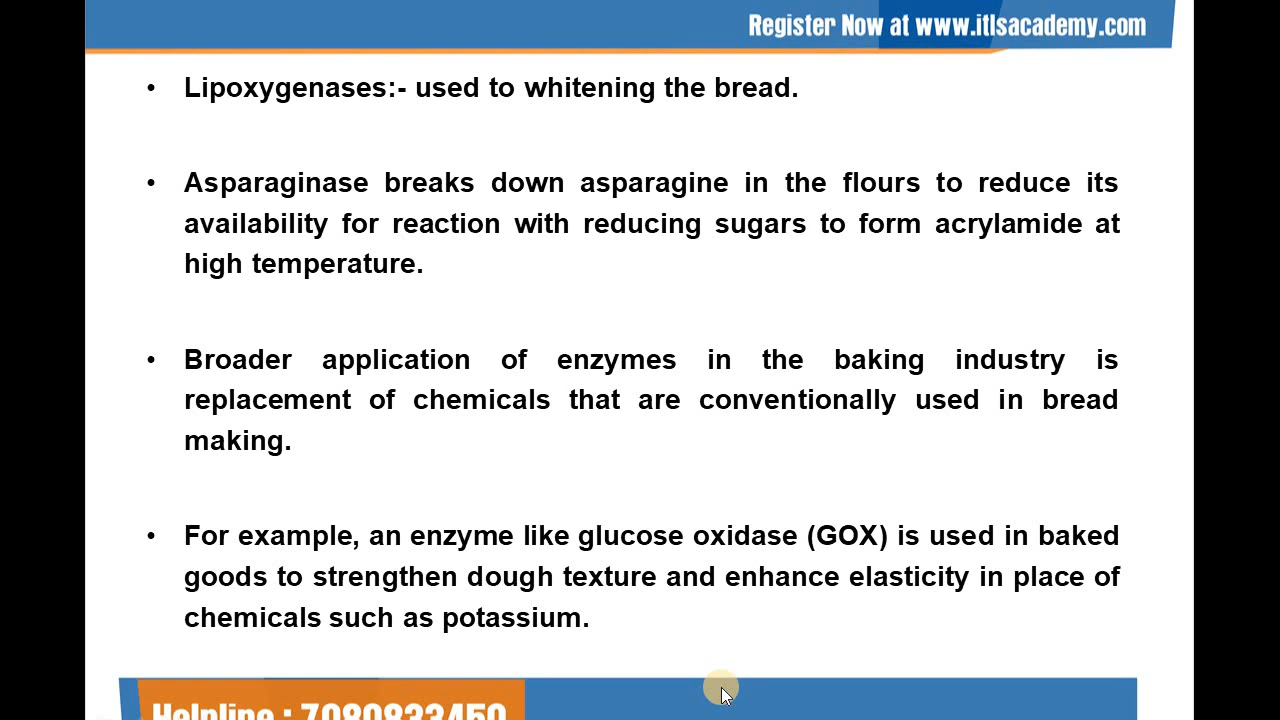 Register Now at www.itlsacademy.com
• Lipoxygenases:- used to whitening the bread.
• Asparaginase breaks down asparagine in the flours to reduce its
availability for reaction with reducing sugars to form acrylamide at
high temperature.
• Broader application of enzymes in the baking industry is
replacement of chemicals that are conventionally used in bread
making.
• For example, an enzyme like glucose oxidase (GOX) is used in baked
goods to strengthen dough texture and enhance elasticity in place of
chemicals such as potassium.
Helpline : 7080833450